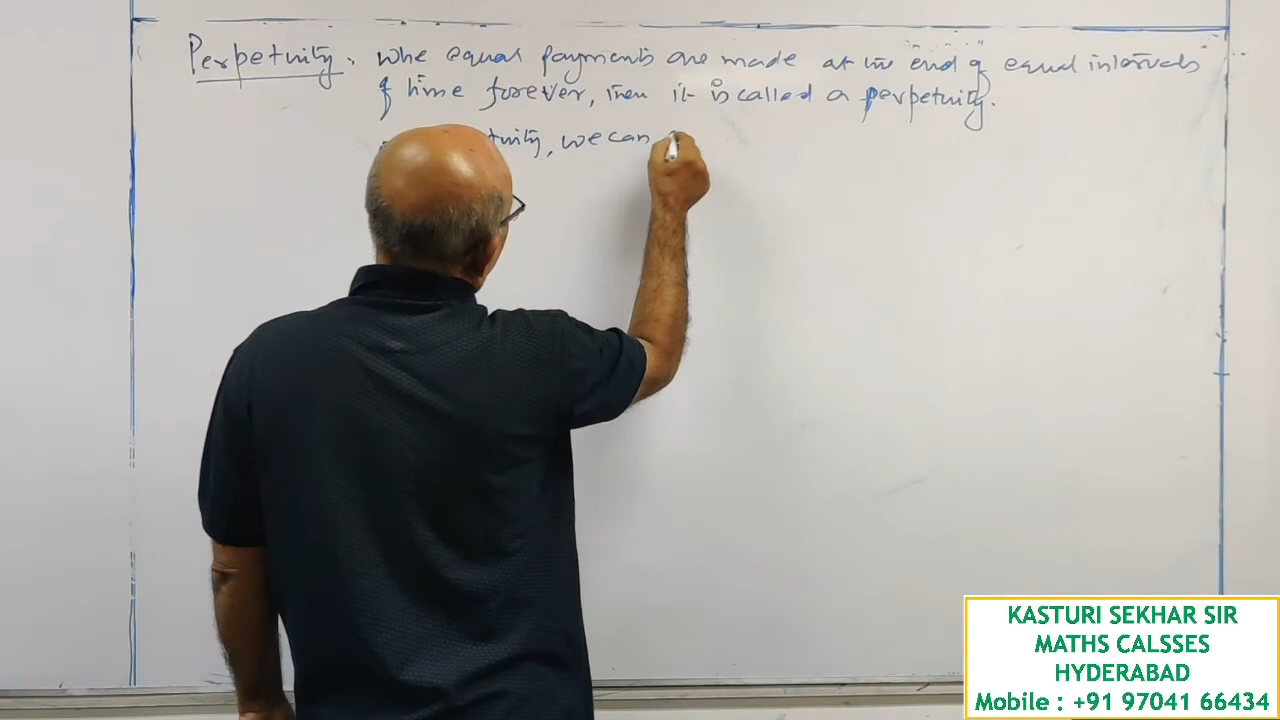 Perpetuity. Whe equal payments are made at the end of equal intervals
of time forever, then it is called a perpetuity.
tuity, we can
KASTURI SEKHAR SIR
MATHS CALSSES
HYDERABAD
Mobile : +91 97041 66434